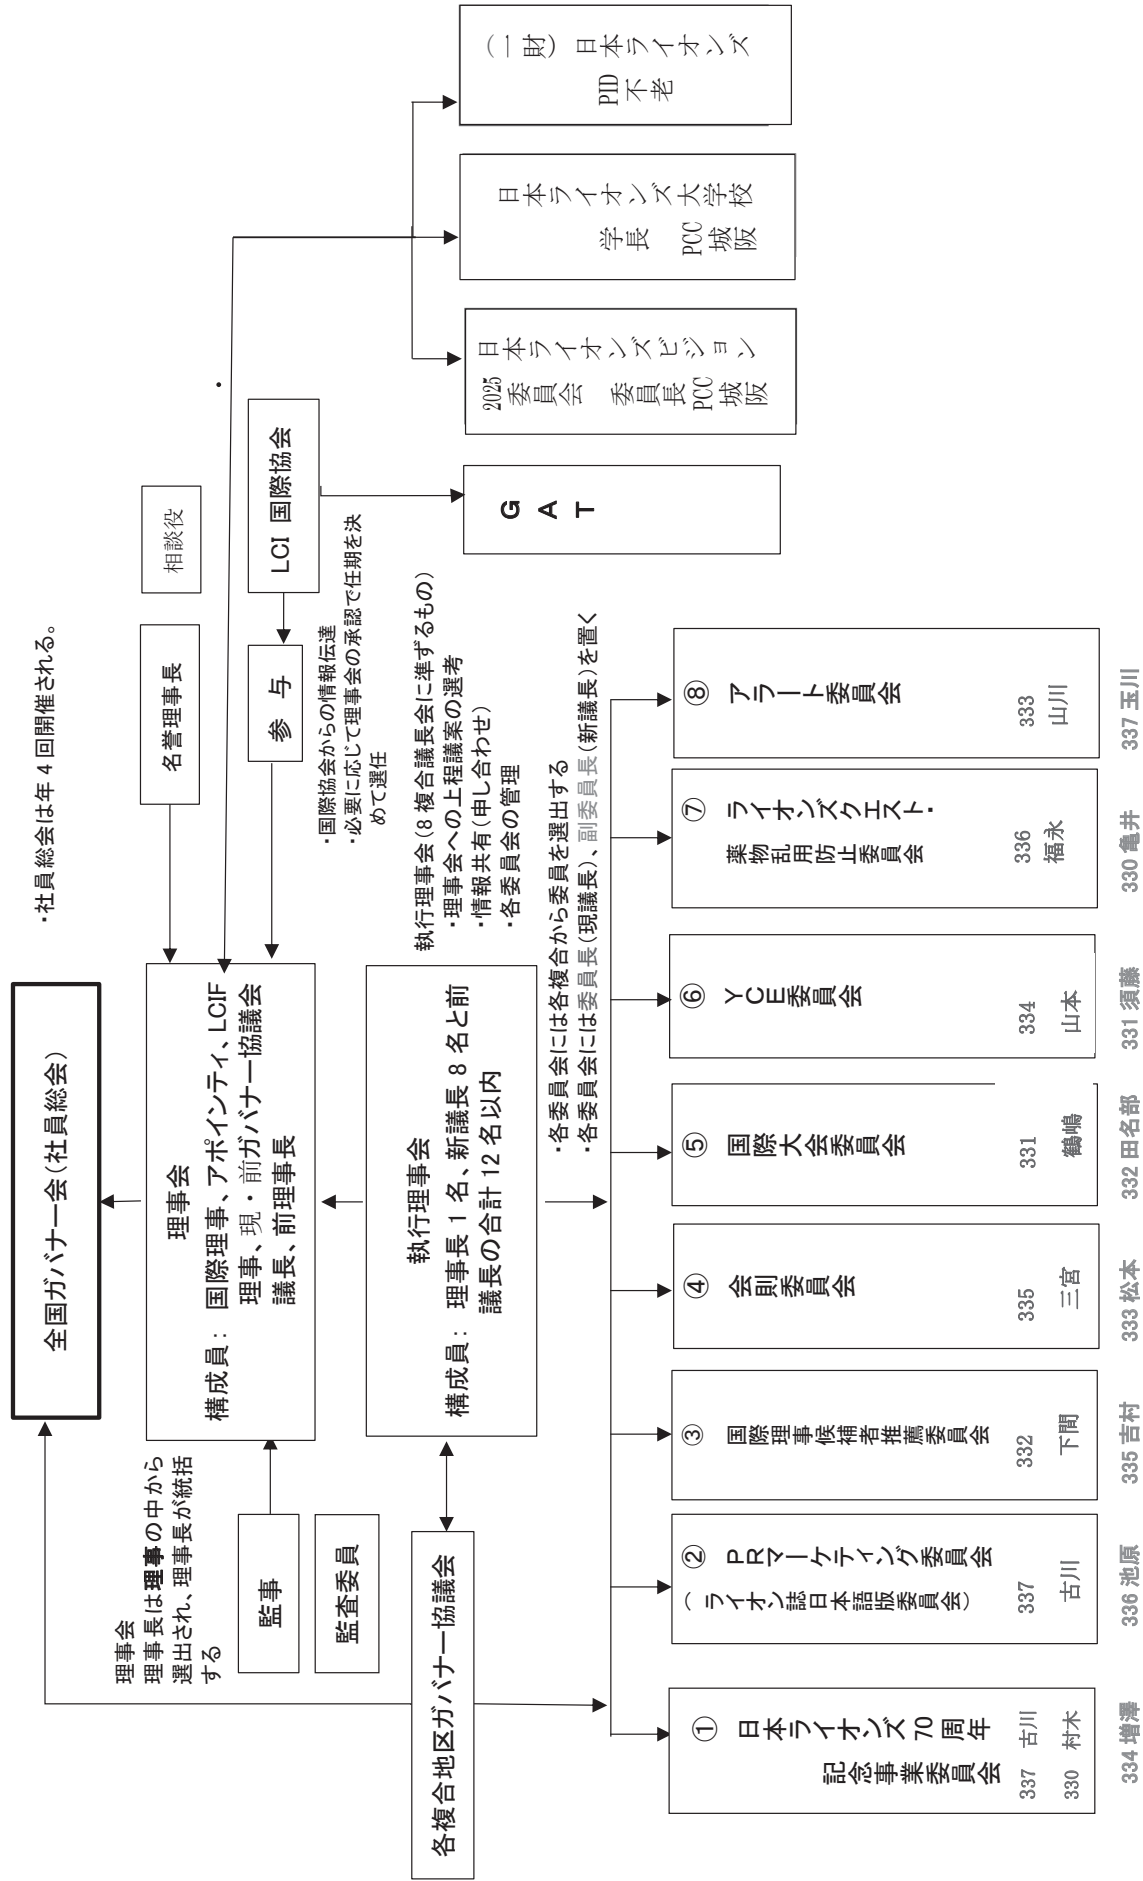 ・社員総会は年 4 回開催される。
全国ガバナー会(社員総会)
理事会
理事長は理事の中から
選出され、理事長が統括
する
理事会
構成員: 国際理事、アポインティ、LCIF
理事、現・前ガバナー協議会
議長、前理事長
名誉理事長
相談役
監事
監査委員
参 与
LCI 国際協会
・国際協会からの情報伝達
・必要に応じて理事会の承認で任期を決
めて選任
各複合地区ガバナー協議会
執行理事会
構成員: 理事長 1 名、新議長 8 名と前
議長の合計 12 名以内
執行理事会(8 複合議長会に準ずるもの)
・理事会への上程議案の選考
・情報共有(申し合わせ)
・各委員会の管理
G
A
T
日本ライオンズビジョン
2025 委員会 委員長 PCC 城阪
日本ライオンズ大学校
学長 PCC 城阪
(一財) 日本ライオンズ
PID 不老
・各委員会には各複合から委員を選出する
・各委員会には委員長(現議長)、副委員長(新議長)を置く
①
日本ライオンズ 70 周年
記念事業委員会
337 古川
330 村木
②
PRマーケティング委員会
(ライオン誌日本語版委員会)
337
古川
③
国際理事候補者推薦委員会
332
下間
④
会則委員会
335
三宮
⑤
国際大会委員会
331
鶴嶋
⑥
YCE委員会
334
山本
⑦
ライオンズクエスト・
薬物乱用防止委員会
336
福永
⑧
アラート委員会
333
山川
334 増澤
336 池原
335 吉村
333 松本
332 田名部
331 須藤
330 亀井
337 玉川